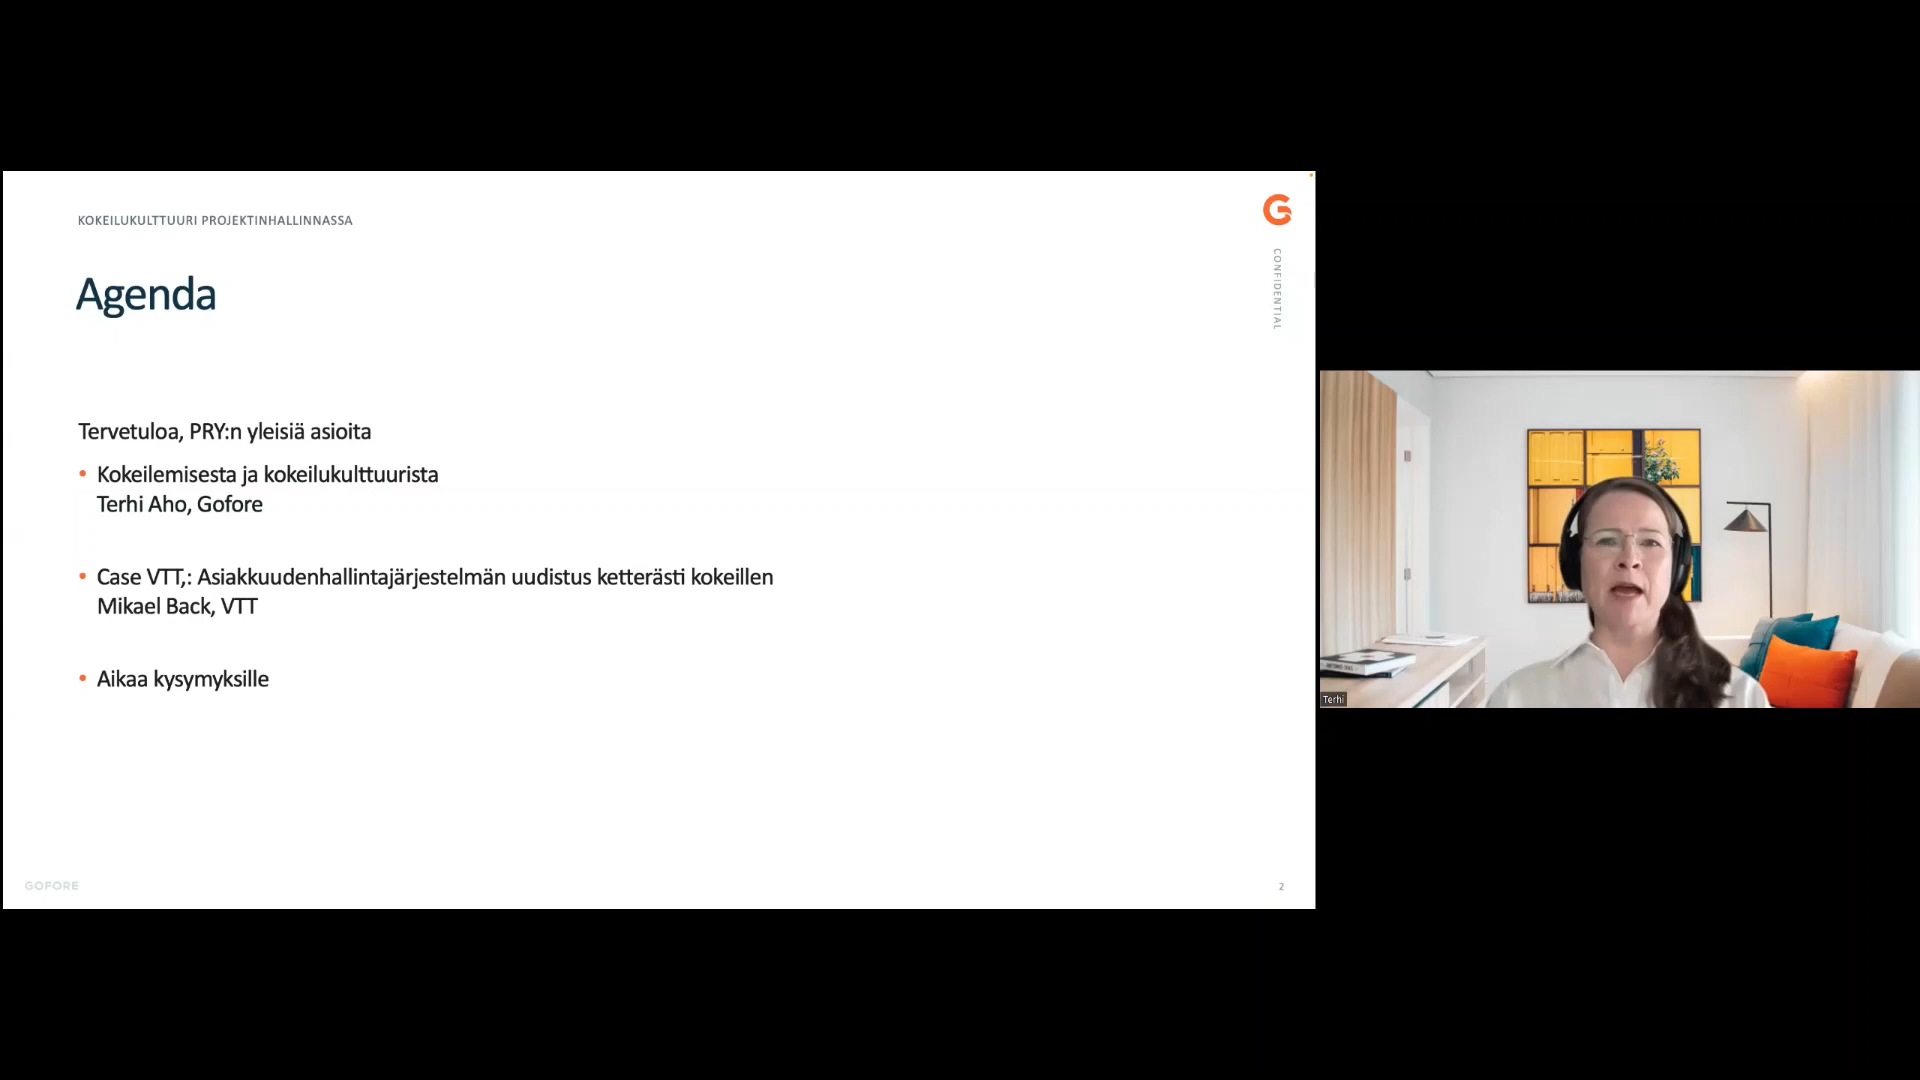 KOKEILUKULTTUURI PROJEKTINHALLINNASSA
CONFIDENTIAL
Agenda
Tervetuloa, PRY:n yleisiä asioita
• Kokeilemisesta ja kokeilukulttuurista
Terhi Aho, Gofore
• Case VTT,: Asiakkuudenhallintajärjestelmän uudistus ketterästi kokeillen
Mikael Back, VTT
• Aikaa kysymyksille
GOFORE
2
Terhi